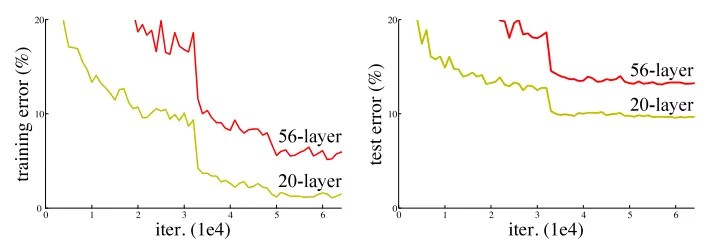 20
10
0
0 1 2 3 4 5 6
training error (%)
iter. (1e4)
56-layer
20-layer
20
10
0
0 1 2 3 4 5 6
test error (%)
iter. (1e4)
56-layer
20-layer